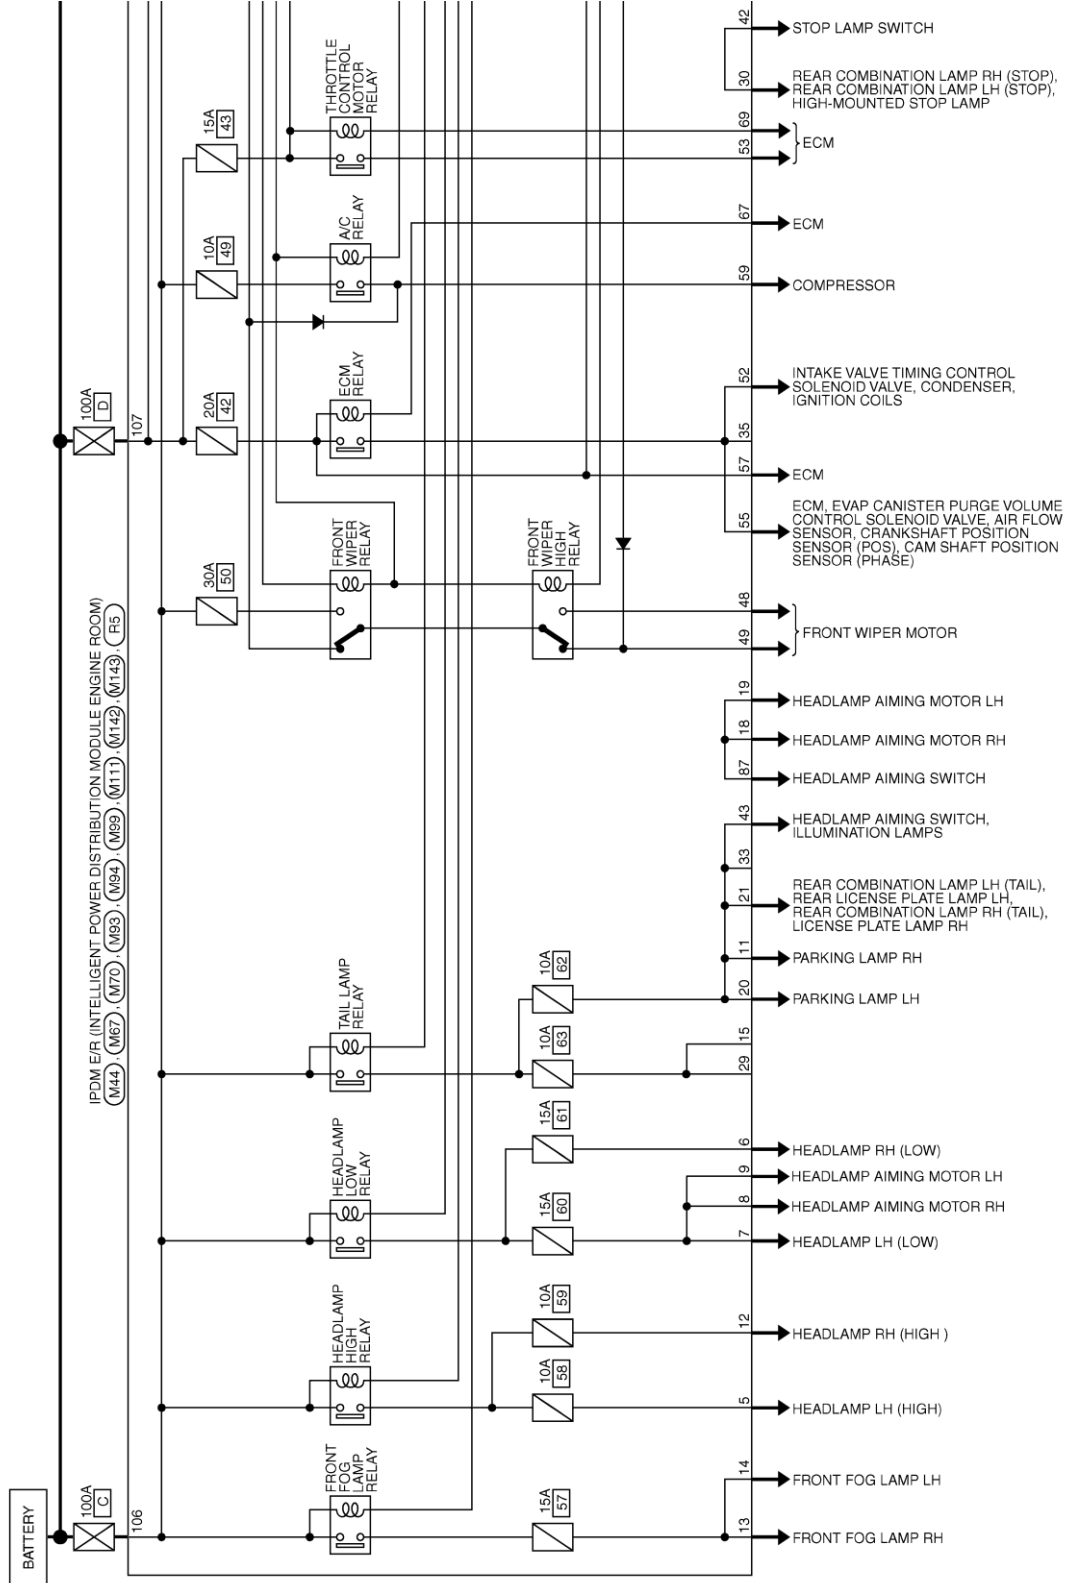 42
STOP LAMP SWITCH
30
REAR COMBINATION LAMP RH (STOP),
REAR COMBINATION LAMP LH (STOP),
HIGH-MOUNTED STOP LAMP
THROTTLE
CONTROL
MOTOR
RELAY
15A
43
69
53
ECM
A/C
RELAY
10A
49
67
ECM
59
COMPRESSOR
100A
D
107
20A
42
ECM
RELAY
52
INTAKE VALVE TIMING CONTROL
SOLENOID VALVE, CONDENSER,
IGNITION COILS
35
57
ECM
55
ECM, EVAP CANISTER PURGE VOLUME
CONTROL SOLENOID VALVE, AIR FLOW
SENSOR, CRANKSHAFT POSITION
SENSOR (POS), CAM SHAFT POSITION
SENSOR (PHASE)
30A
50
FRONT
WIPER
RELAY
FRONT
WIPER
HIGH
RELAY
48
49
FRONT WIPER MOTOR
IPDM E/R (INTELLIGENT POWER DISTRIBUTION MODULE ENGINE ROOM)
M44 , M67 , M70 , M93 , M94 , M99 , M111 , M142 , M143 , R5
19
HEADLAMP AIMING MOTOR LH
18
HEADLAMP AIMING MOTOR RH
87
HEADLAMP AIMING SWITCH
43
HEADLAMP AIMING SWITCH,
ILLUMINATION LAMPS
33
21
REAR COMBINATION LAMP LH (TAIL),
REAR LICENSE PLATE LAMP LH,
REAR COMBINATION LAMP RH (TAIL),
LICENSE PLATE LAMP RH
11
PARKING LAMP RH
20
PARKING LAMP LH
TAIL LAMP
RELAY
10A
62
10A
63
15
29
HEADLAMP
LOW
RELAY
15A
61
6
HEADLAMP RH (LOW)
9
HEADLAMP AIMING MOTOR LH
8
HEADLAMP AIMING MOTOR RH
15A
60
7
HEADLAMP LH (LOW)
HEADLAMP
HIGH
RELAY
10A
59
12
HEADLAMP RH (HIGH )
10A
58
5
HEADLAMP LH (HIGH)
BATTERY
100A
C
106
FRONT
FOG
LAMP
RELAY
15A
57
14
FRONT FOG LAMP LH
13
FRONT FOG LAMP RH